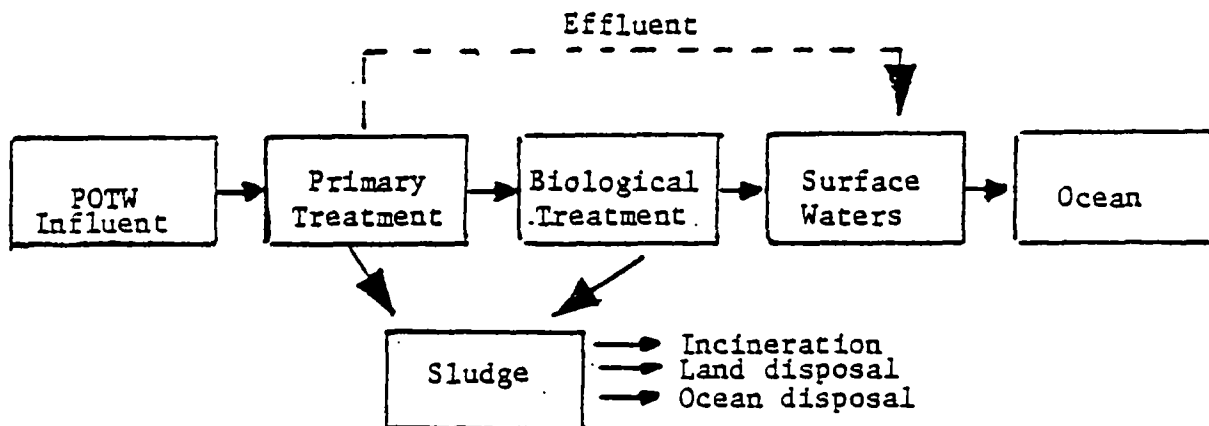 Effluent
POTW
Influent
Primary
Treatment
Biological
.Treatment.
Surface
Waters
Ocean
Sludge
Incineration
Land disposal
Ocean disposal